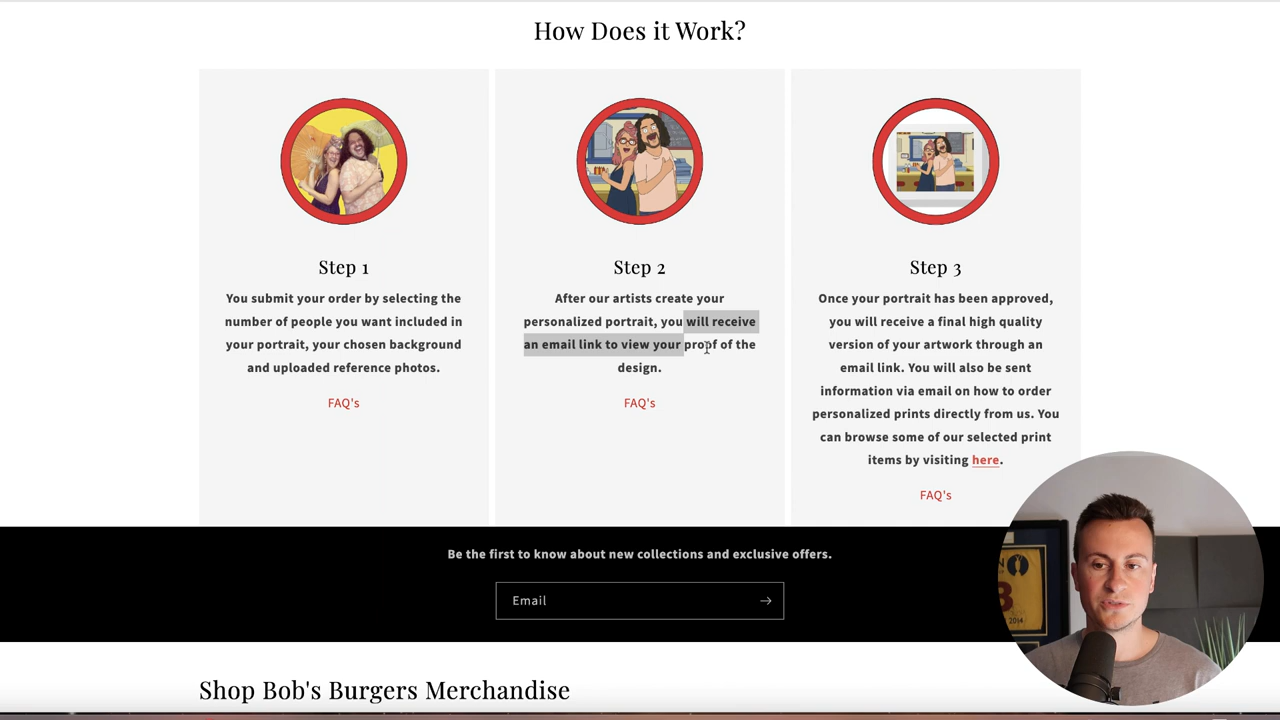 How Does it Work?
Step 1
You submit your order by selecting the
number of people you want included in
your portrait, your chosen background
and uploaded reference photos.
FAQ's
Step 2
After our artists create your
personalized portrait, you will receive
an email link to view your proof of the
design.
FAQ's
Step 3
Once your portrait has been approved,
you will receive a final high quality
version of your artwork through an
email link. You will also be sent
information via email on how to order
personalized prints directly from us. You
can browse some of our selected print
items by visiting here.
FAQ's
Be the first to know about new collections and exclusive offers.
Email
Shop Bob's Burgers Merchandise
2014